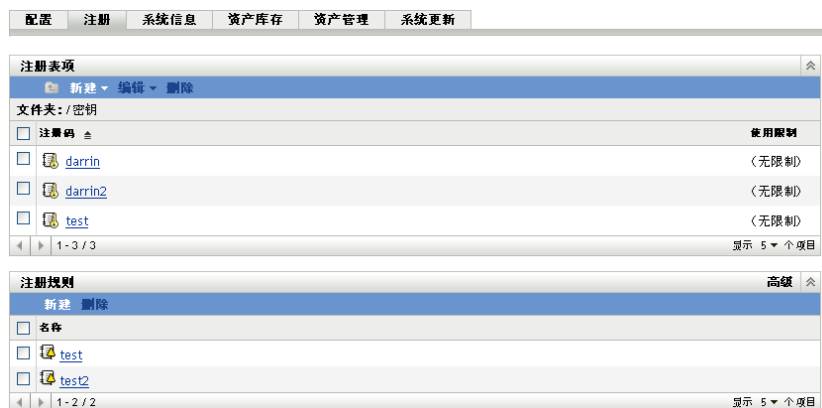 配置 注册 系统信息 资产库存 资产管理 系统更新
注册表项
新建 编辑 删除
文件夹: /密钥
注册码 使用限制
darrin （无限制）
darrin2 （无限制）
test （无限制）
1 - 3 / 3 显示 5 个项目
注册规则 高级
新建 删除
名称
test
test2
1 - 2 / 2 显示 5 个项目